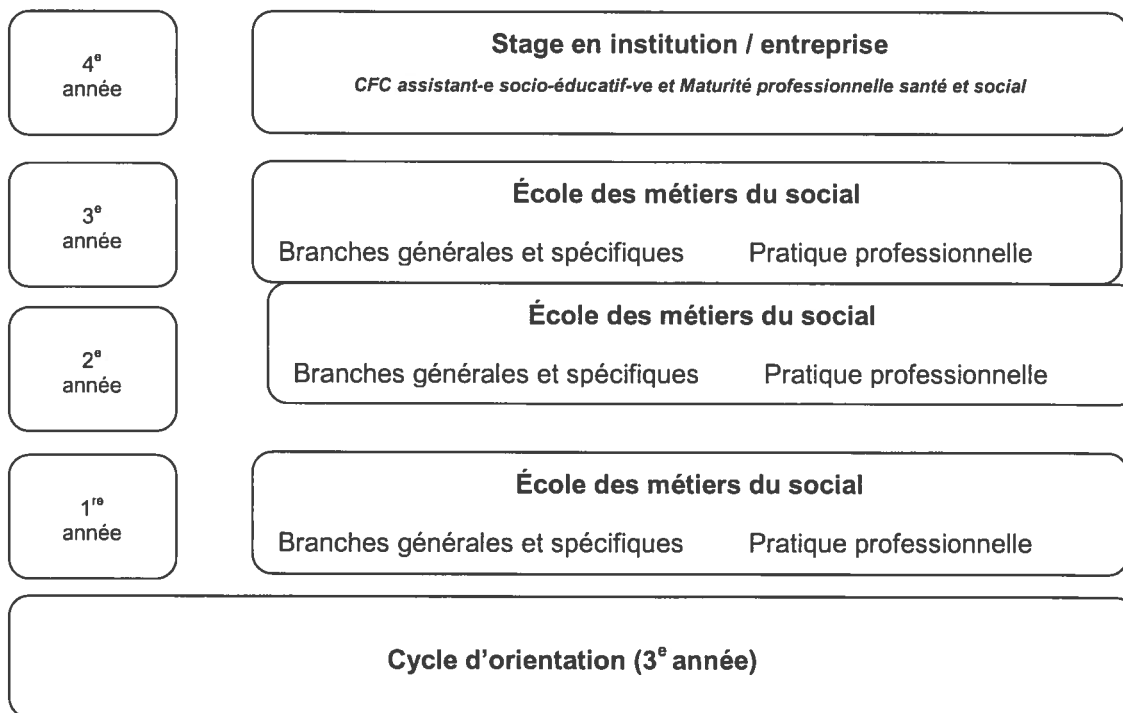 4e
année
Stage en institution / entreprise
CFC assistant-e socio-éducatif-ve et Maturité professionnelle santé et social
3e
année
École des métiers du social
Branches générales et spécifiques Pratique professionnelle
2e
année
École des métiers du social
Branches générales et spécifiques Pratique professionnelle
1re
année
École des métiers du social
Branches générales et spécifiques Pratique professionnelle
Cycle d'orientation (3e année)